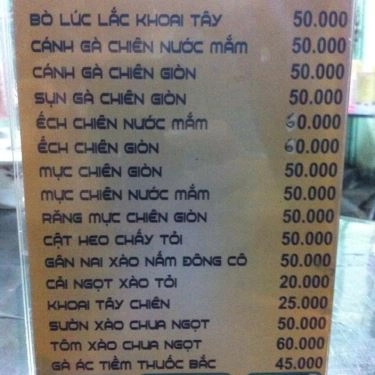 BÒ LÚC LẮC KHOAI TÂY 50.000
CÁNH GÀ CHIÊN NƯỚC MẮM 50.000
CÁNH GÀ CHIÊN GIÒN 50.000
SỤN GÀ CHIÊN GIÒN 50.000
ẾCH CHIÊN NƯỚC MẮM 60.000
ẾCH CHIÊN GIÒN 60.000
MỰC CHIÊN GIÒN 50.000
MỰC CHIÊN NƯỚC MẮM 50.000
RĂNG MỰC CHIÊN GIÒN 50.000
CẬT HEO CHÁY TỎI 50.000
GÂN NAI XÀO NẤM ĐÔNG CÔ 50.000
CẢI NGỌT XÀO TỎI 20.000
KHOAI TÂY CHIÊN 25.000
SƯỜN XÀO CHUA NGỌT 50.000
TÔM XÀO CHUA NGỌT 60.000
GÀ ÁC TIỀM THUỐC BẮC 45.000